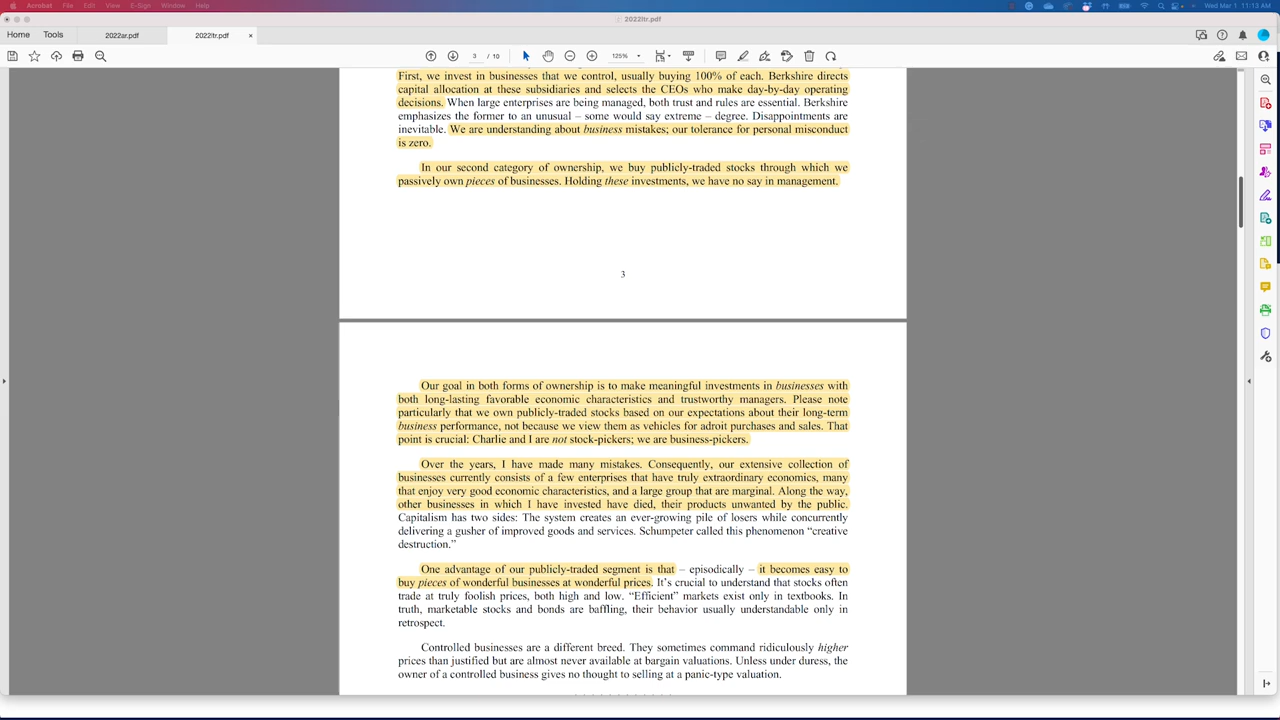 Acrobat File Edit View E-Sign Window Help
Wed Mar 1 11:13 AM
2022ltr.pdf
Home Tools 2022ar.pdf 2022ltr.pdf ×
3 / 10 125%
First, we invest in businesses that we control, usually buying 100% of each. Berkshire directs
capital allocation at these subsidiaries and selects the CEOs who make day-by-day operating
decisions. When large enterprises are being managed, both trust and rules are essential. Berkshire
emphasizes the former to an unusual – some would say extreme – degree. Disappointments are
inevitable. We are understanding about business mistakes; our tolerance for personal misconduct
is zero.
In our second category of ownership, we buy publicly-traded stocks through which we
passively own pieces of businesses. Holding these investments, we have no say in management.
3
Our goal in both forms of ownership is to make meaningful investments in businesses with
both long-lasting favorable economic characteristics and trustworthy managers. Please note
particularly that we own publicly-traded stocks based on our expectations about their long-term
business performance, not because we view them as vehicles for adroit purchases and sales. That
point is crucial: Charlie and I are not stock-pickers; we are business-pickers.
Over the years, I have made many mistakes. Consequently, our extensive collection of
businesses currently consists of a few enterprises that have truly extraordinary economics, many
that enjoy very good economic characteristics, and a large group that are marginal. Along the way,
other businesses in which I have invested have died, their products unwanted by the public.
Capitalism has two sides: The system creates an ever-growing pile of losers while concurrently
delivering a gusher of improved goods and services. Schumpeter called this phenomenon “creative
destruction.”
One advantage of our publicly-traded segment is that – episodically – it becomes easy to
buy pieces of wonderful businesses at wonderful prices. It’s crucial to understand that stocks often
trade at truly foolish prices, both high and low. “Efficient” markets exist only in textbooks. In
truth, marketable stocks and bonds are baffling, their behavior usually understandable only in
retrospect.
Controlled businesses are a different breed. They sometimes command ridiculously higher
prices than justified but are almost never available at bargain valuations. Unless under duress, the
owner of a controlled business gives no thought to selling at a panic-type valuation.